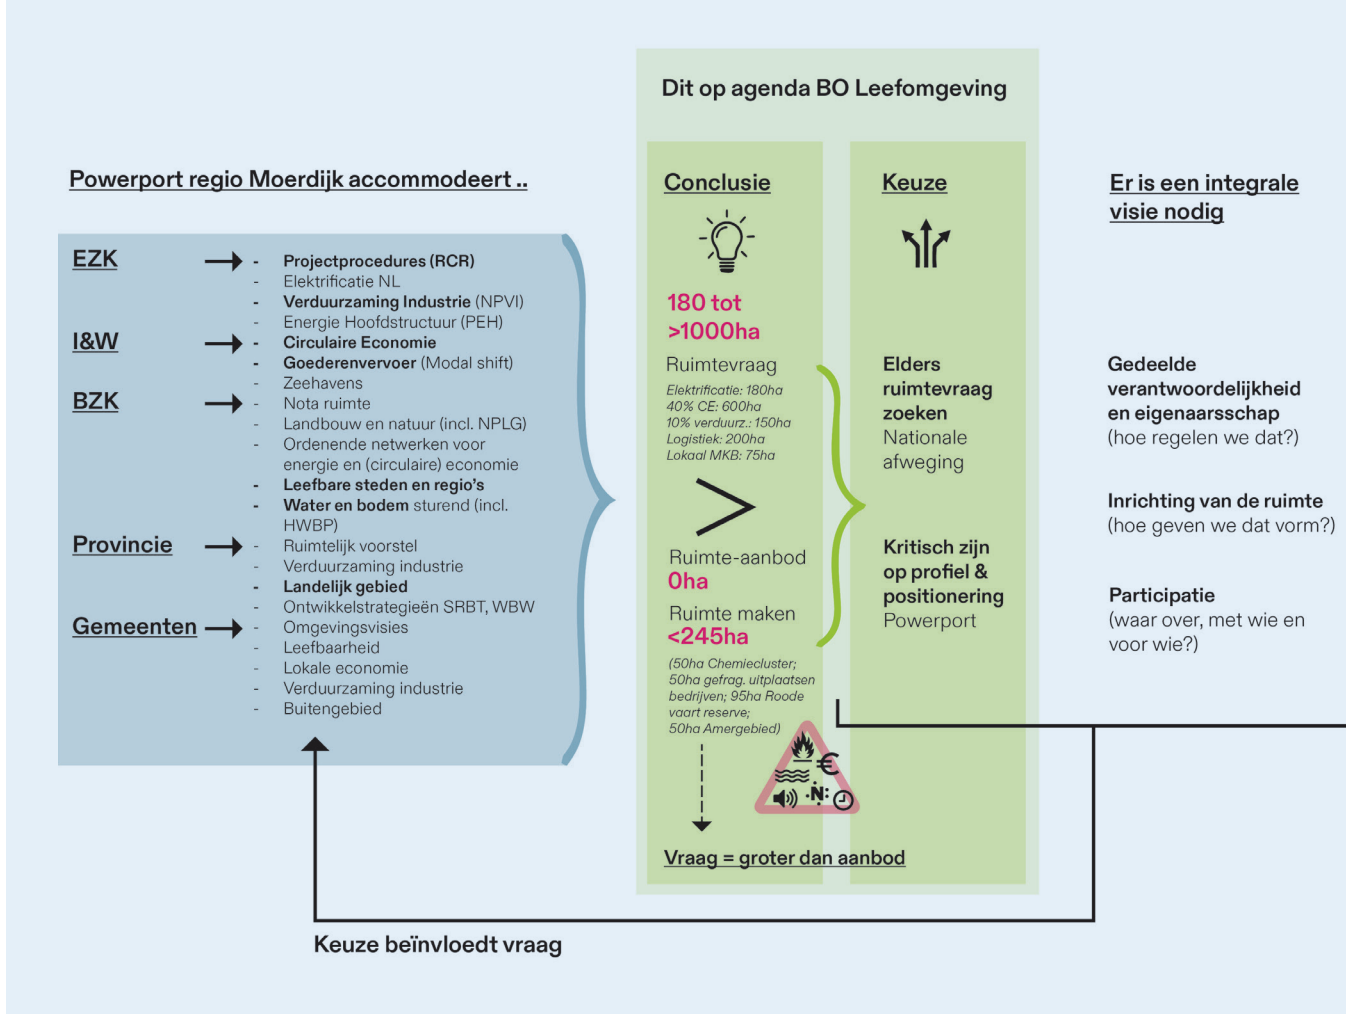 Dit op agenda BO Leefomgeving
Powerport regio Moerdijk accommodeert ..
EZK
- Projectprocedures (RCR)
- Elektrificatie NL
- Verduurzaming Industrie (NPVI)
- Energie Hoofdstructuur (PEH)
I&W
- Circulaire Economie
- Goederenvervoer (Modal shift)
- Zeehavens
BZK
- Nota ruimte
- Landbouw en natuur (incl. NPLG)
- Ordenende netwerken voor
energie en (circulaire) economie
- Leefbare steden en regio's
- Water en bodem sturend (incl.
HWBP)
Provincie
- Ruimtelijk voorstel
- Verduurzaming industrie
- Landelijk gebied
- Ontwikkelstrategieën SRBT, WBW
Gemeenten
- Omgevingsvisies
- Leefbaarheid
- Lokale economie
- Verduurzaming industrie
- Buitengebied
Conclusie
180 tot
>1000ha
Ruimtevraag
Elektrificatie: 180ha
40% CE: 600ha
10% verduurz.: 150ha
Logistiek: 200ha
Lokaal MKB: 75ha
Ruimte-aanbod
0ha
Ruimte maken
<245ha
(50ha Chemiecluster;
50ha gefrag. uitplaatsen
bedrijven; 95ha Roode
vaart reserve;
50ha Amergebied)
€
N
Vraag = groter dan aanbod
Keuze
Elders
ruimtevraag
zoeken
Nationale
afweging
Kritisch zijn
op profiel &
positionering
Powerport
Er is een integrale
visie nodig
Gedeelde
verantwoordelijkheid
en eigenaarsschap
(hoe regelen we dat?)
Inrichting van de ruimte
(hoe geven we dat vorm?)
Participatie
(waar over, met wie en
voor wie?)
Keuze beïnvloedt vraag